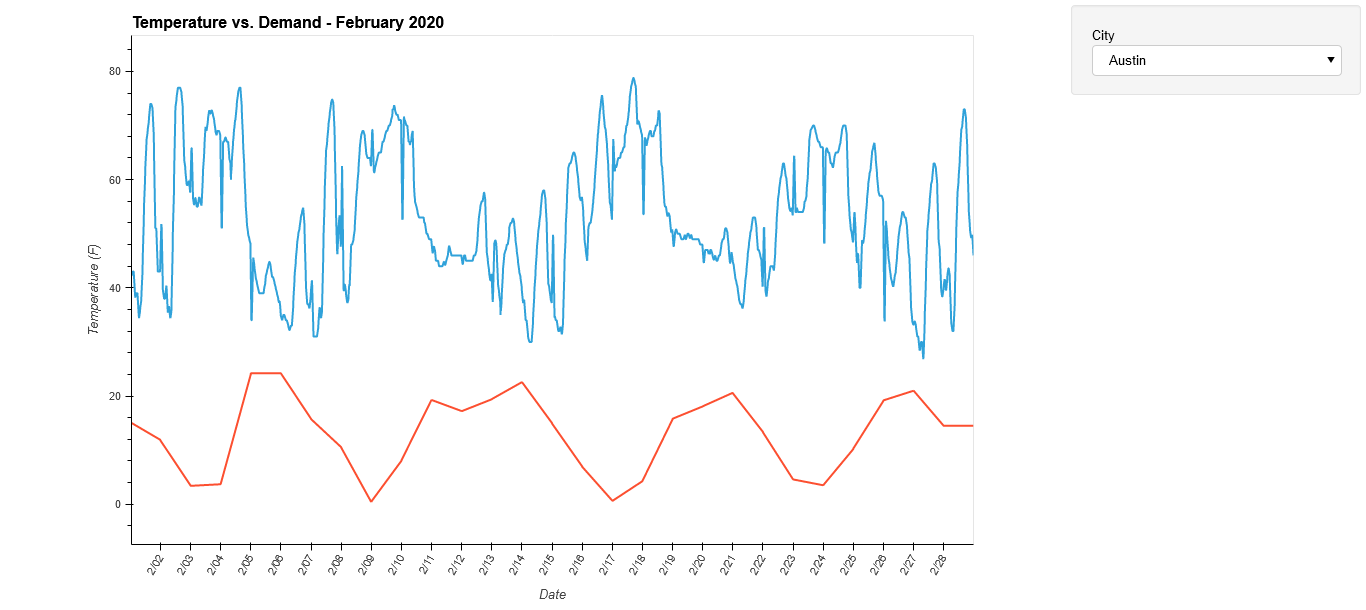 Temperature vs. Demand - February 2020
City
Austin
80
60
40
20
0
Temperature (F)
2/02 2/03 2/04 2/05 2/06 2/07 2/08 2/09 2/10 2/11 2/12 2/13 2/14 2/15 2/16 2/17 2/18 2/19 2/20 2/21 2/22 2/23 2/24 2/25 2/26 2/27 2/28
Date